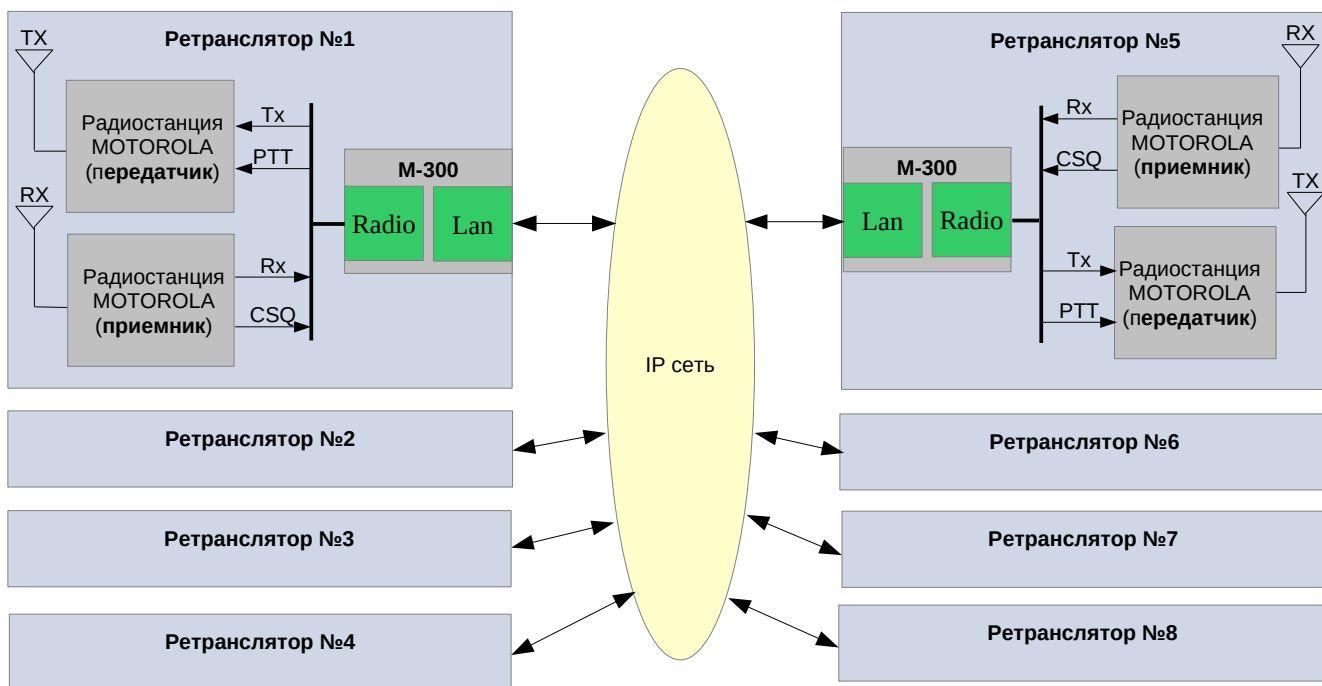 Ретранслятор №1
TX
Радиостанция
MOTOROLA
(передатчик)
Tx
PTT
RX
Радиостанция
MOTOROLA
(приемник)
Rx
CSQ
М-300
Radio
Lan
IP сеть
Ретранслятор №5
RX
Rx
CSQ
Радиостанция
MOTOROLA
(приемник)
TX
М-300
Lan
Radio
Tx
PTT
Радиостанция
MOTOROLA
(передатчик)
Ретранслятор №2
Ретранслятор №3
Ретранслятор №4
Ретранслятор №6
Ретранслятор №7
Ретранслятор №8